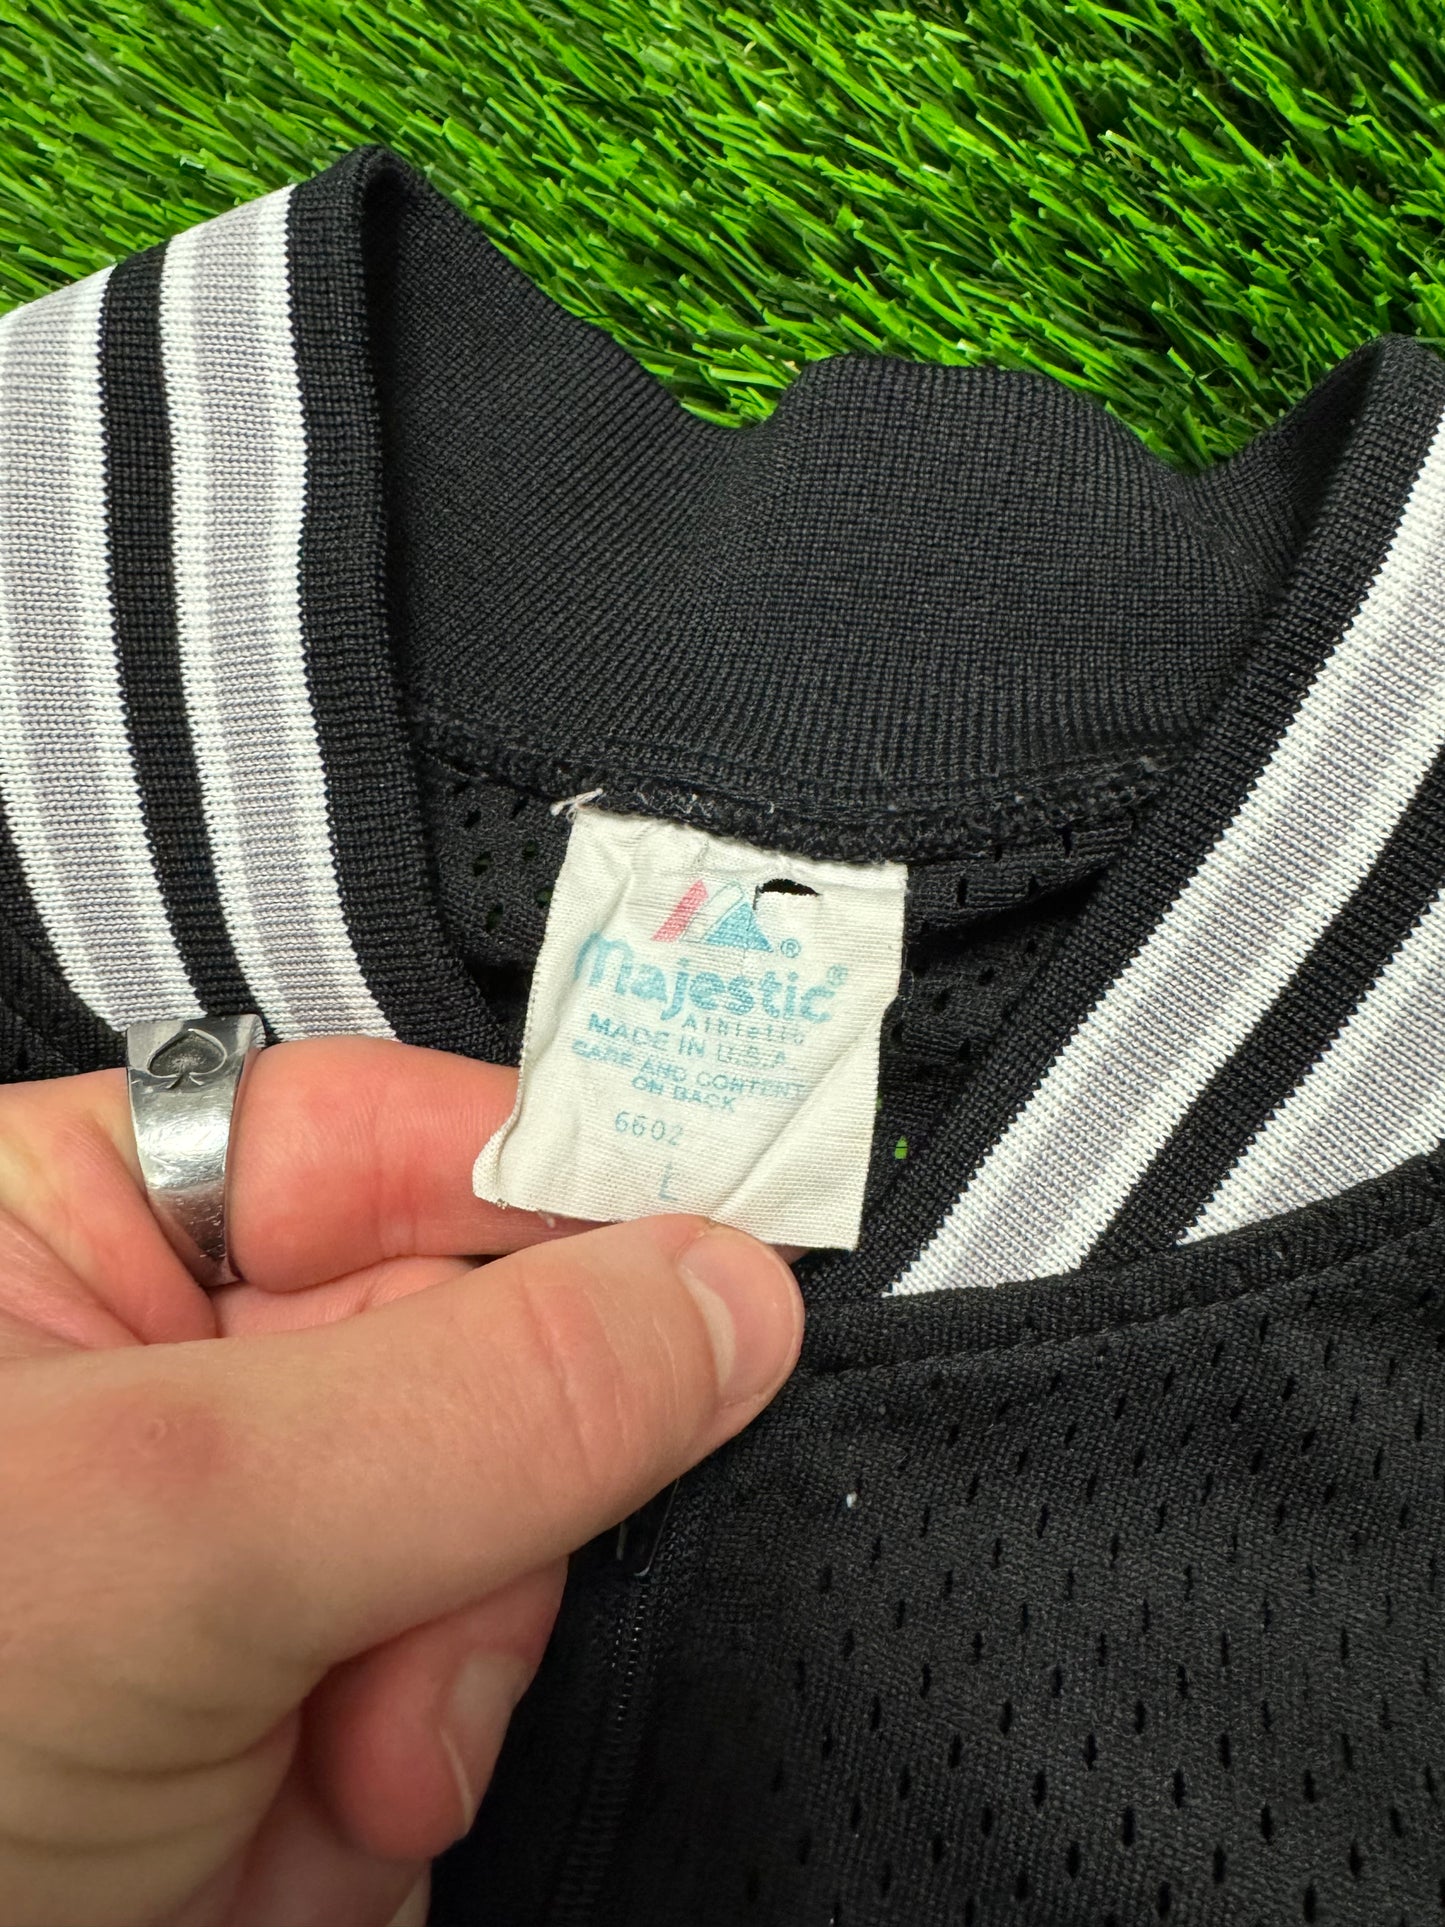 ®
majestic®
Athletic
MADE IN U.S.A.
CARE AND CONTENT
ON BACK
6602
L